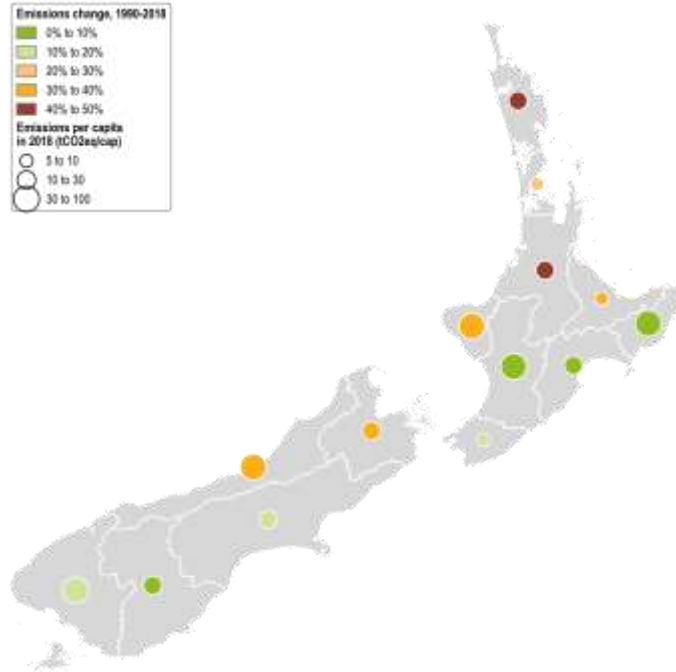 Emissions change, 1990-2018
0% to 10%
10% to 20%
20% to 30%
30% to 40%
40% to 50%
Emissions per capita
in 2018 (tCO2eq/cap)
5 to 10
10 to 30
30 to 100